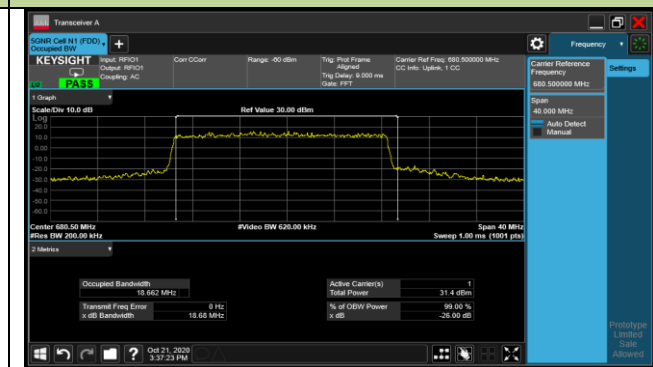 Transceiver A
5GNR Cell N1 (FDD)
Occupied BW
Frequency
KEYSIGHT
LU
PASS
Input: RFIO1
Output: RFIO1
Coupling: AC
Corr CCorr
Range: -60 dBm
Trig: Prot Frame
Aligned
Trig Delay: 9.000 ms
Gate: FFT
Carrier Ref Freq: 680.500000 MHz
CC Info: Uplink, 1 CC
Carrier Reference
Frequency
680.500000 MHz
Settings
Span
40.000 MHz
Auto Detect
Manual
1 Graph
Scale/Div 10.0 dB
Ref Value 30.00 dBm
Log
20.0
10.0
0.00
-10.0
-20.0
-30.0
-40.0
-50.0
-60.0
Center 680.50 MHz
#Video BW 620.00 kHz
Span 40 MHz
#Res BW 200.00 kHz
Sweep 1.00 ms (1001 pts)
2 Metrics
Occupied Bandwidth
18.662 MHz
Active Carrier(s) 1
Total Power 31.4 dBm
Transmit Freq Error 0 Hz
x dB Bandwidth 18.68 MHz
% of OBW Power 99.00 %
x dB -26.00 dB
Prototype
Limited
Sale
Allowed
Oct 21, 2020
3:37:23 PM